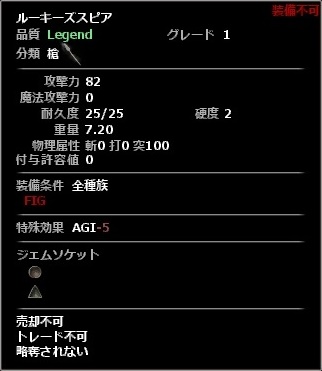 ルーキーズスピア 装備不可
品質 Legend グレード 1
分類 槍
攻撃力 82
魔法攻撃力 0
耐久度 25/25 硬度 2
重量 7.20
物理属性 斬0 打0 突100
付与許容値 0
装備条件 全種族
FIG
特殊効果 AGI-5
ジェムソケット
売却不可
トレード不可
略奪されない